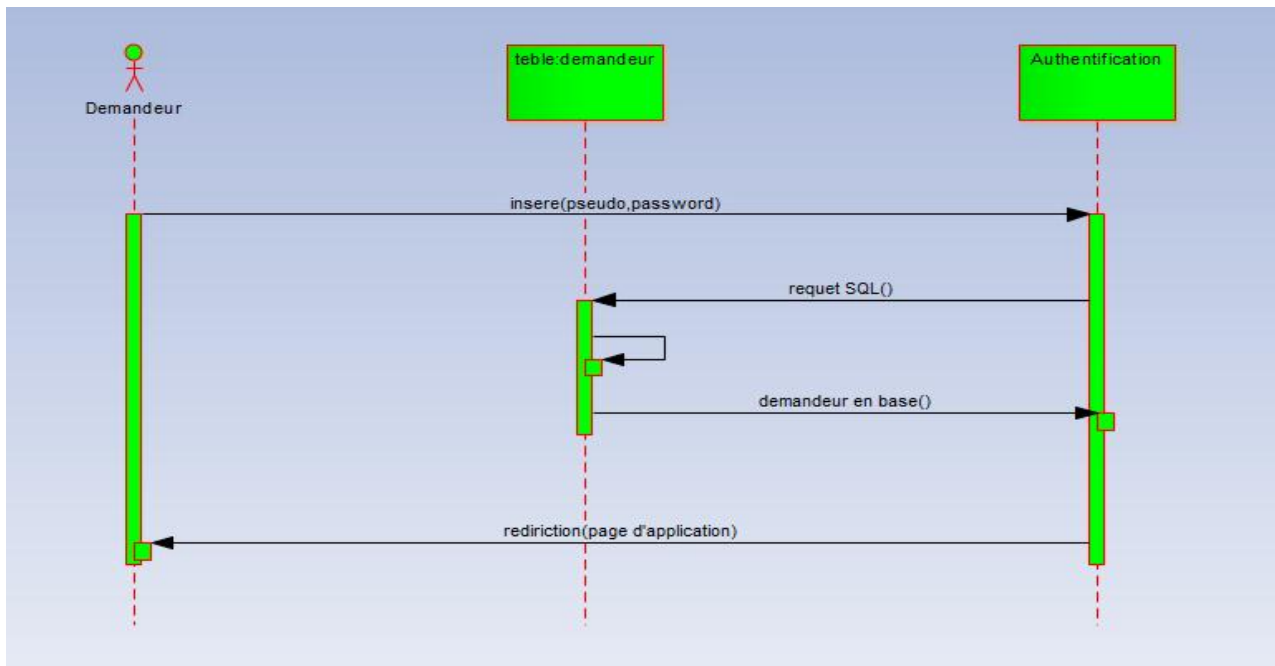 Demandeur
teble:demandeur
Authentification
insere(pseudo,password)
requet SQL()
demandeur en base()
rediriction(page d'application)